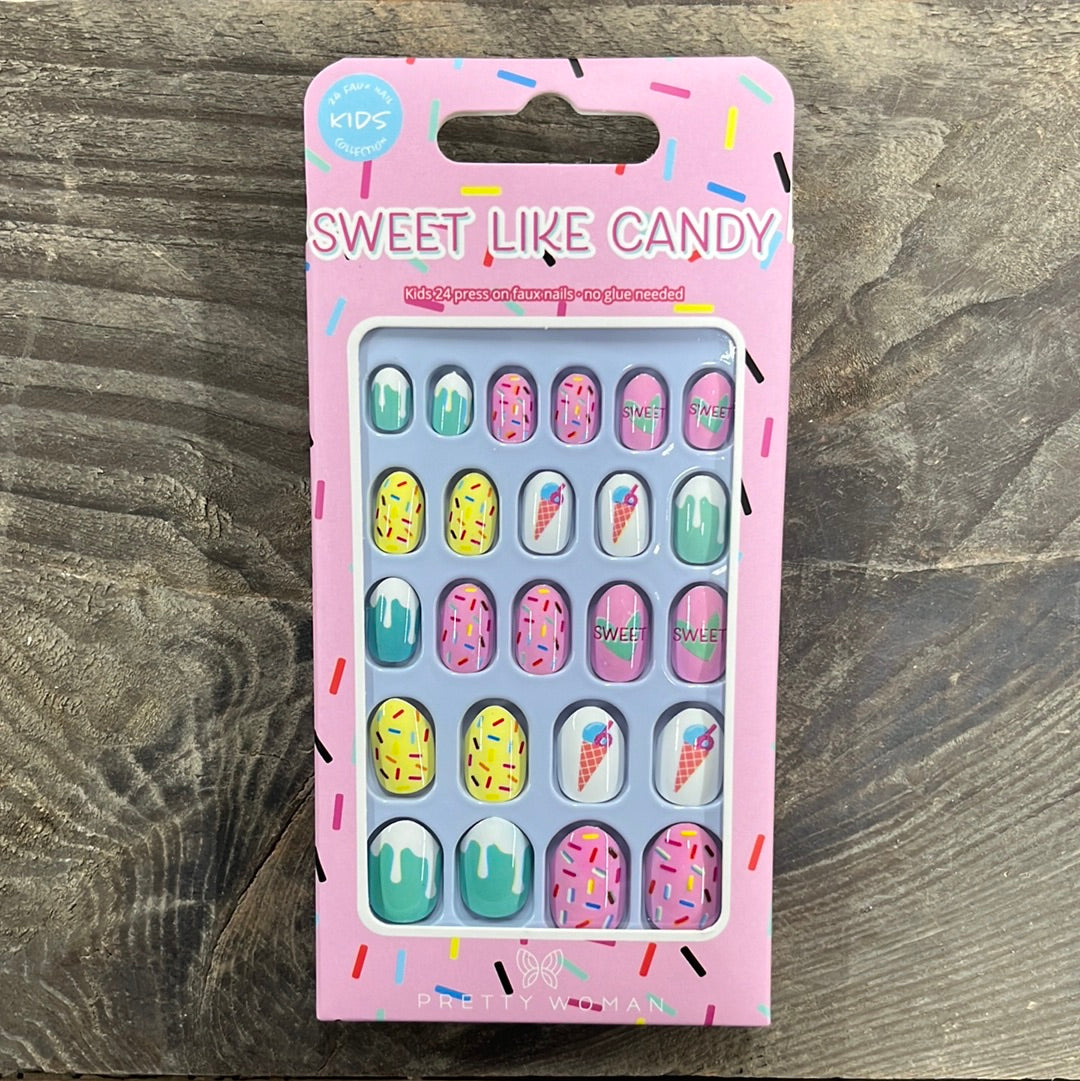 24 FAUX NAIL
KIDS
COLLECTION
SWEET LIKE CANDY
Kids 24 press on faux nails • no glue needed
SWEET
SWEET
SWEET
SWEET
PRETTY WOMAN